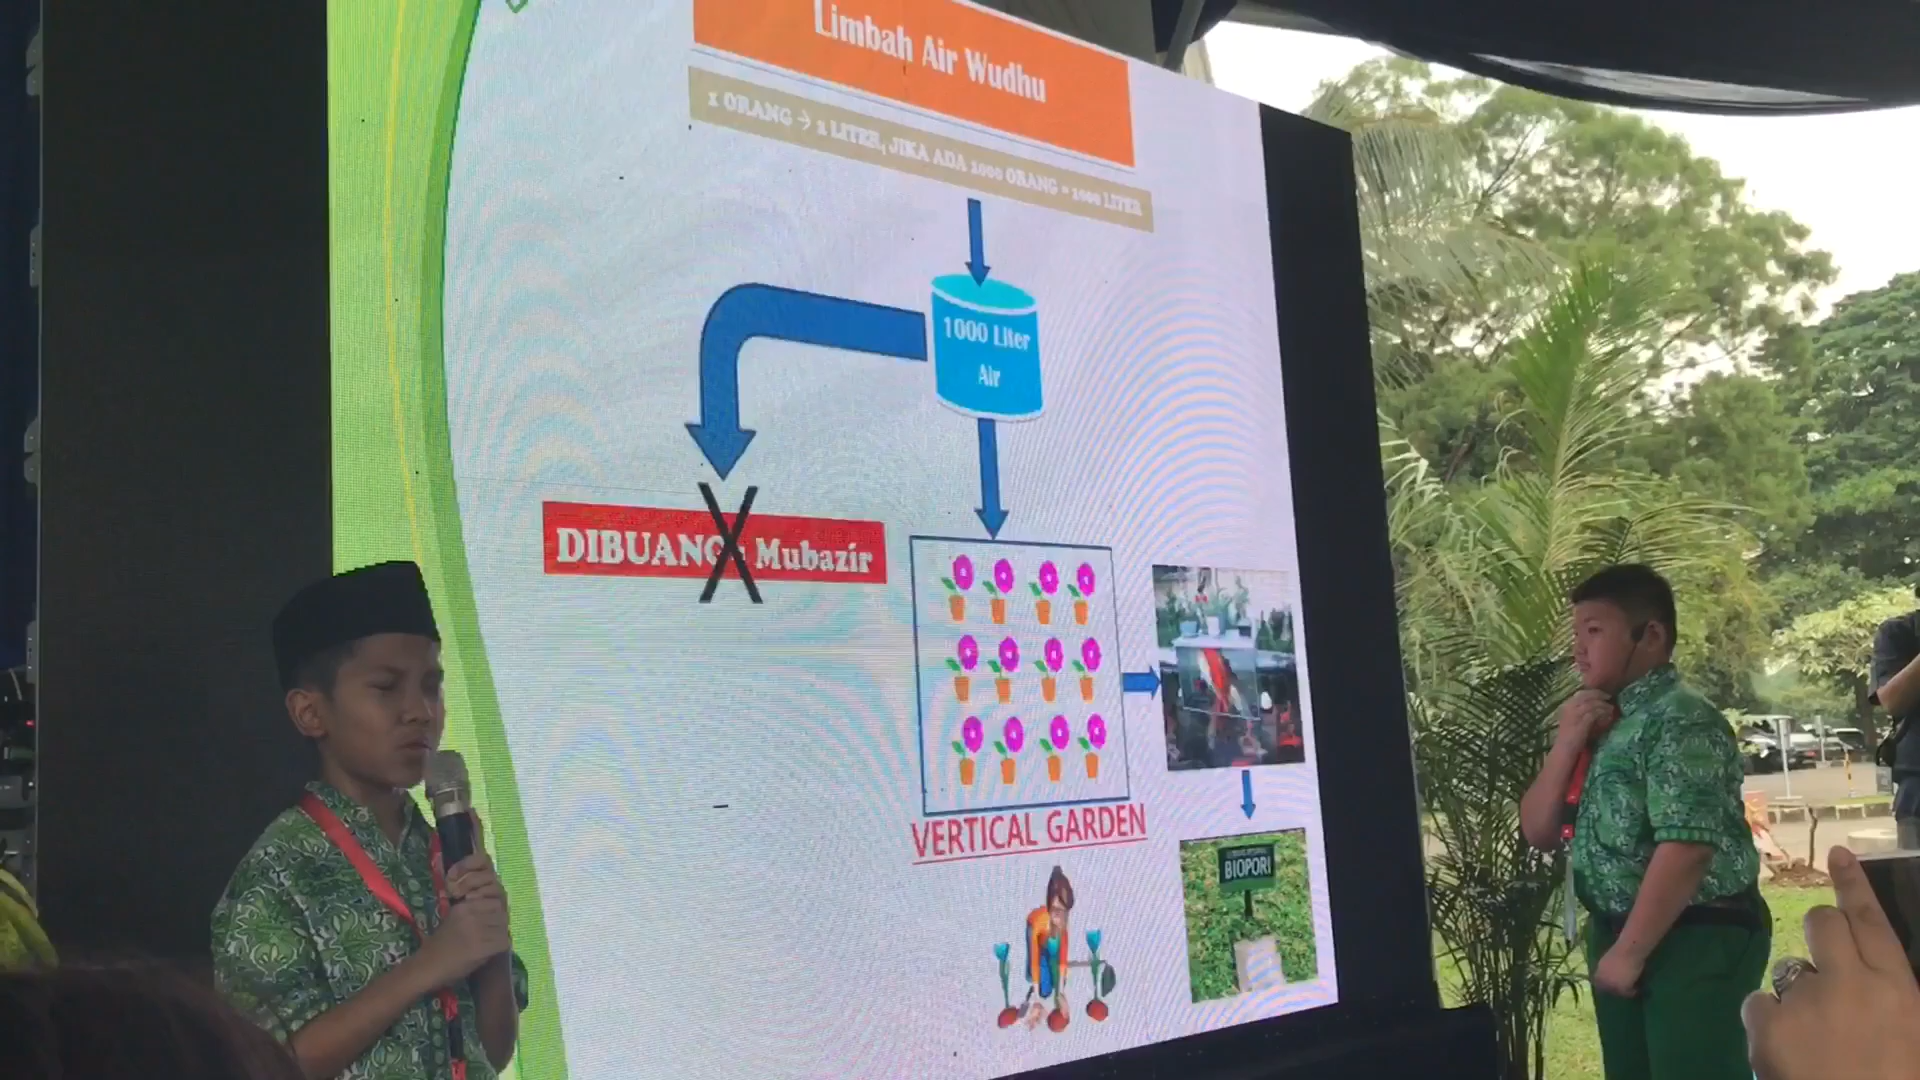 Limbah Air Wudhu
1 ORANG → 1 LITER, JIKA ADA 1000 ORANG = 1000 LITER
1000 Liter
Air
DIBUANG = Mubazir
VERTICAL GARDEN
BIOPORI